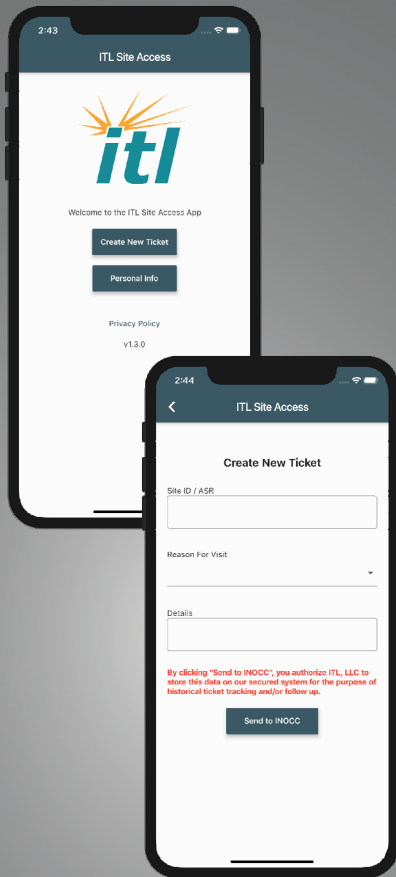 2:43
ITL Site Access
itl
Welcome to the ITL Site Access App
Create New Ticket
Personal Info
Privacy Policy
v1.3.0
2:44
ITL Site Access
Create New Ticket
Site ID / ASR
Reason For Visit
Details
By clicking "Send to INOCC", you authorize ITL, LLC to
store this data on our secured system for the purpose of
historical ticket tracking and/or follow up.
Send to INOCC